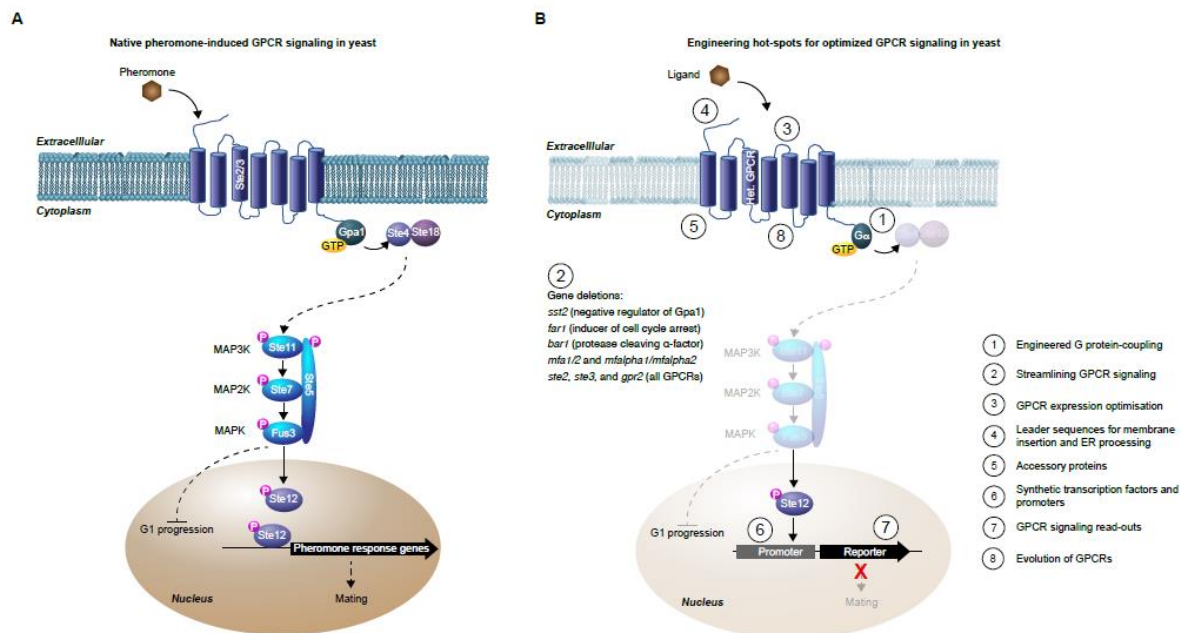 A
Native pheromone-induced GPCR signaling in yeast
Pheromone
Extracelllular
Ste2/3
Cytoplasm
Gpa1
GTP
Ste4
Ste18
P
P
MAP3K
Ste11
Ste5
P
MAP2K
Ste7
P
MAPK
Fus3
P
Ste12
G1 progression
P
Ste12
Pheromone response genes
Nucleus
Mating
B
Engineering hot-spots for optimized GPCR signaling in yeast
Ligand
4
3
Extracelllular
Het. GPCR
Cytoplasm
5
8
1
Gα
GTP
2
Gene deletions:
sst2 (negative regulator of Gpa1)
far1 (inducer of cell cycle arrest)
bar1 (protease cleaving α-factor)
mfa1/2 and mfalpha1/mfalpha2
ste2, ste3, and gpr2 (all GPCRs)
MAP3K
MAP2K
MAPK
P
Ste12
G1 progression
6
7
Promoter
Reporter
X
Mating
Nucleus
1 Engineered G protein-coupling
2 Streamlining GPCR signaling
3 GPCR expression optimisation
4 Leader sequences for membrane
insertion and ER processing
5 Accessory proteins
6 Synthetic transcription factors and
promoters
7 GPCR signaling read-outs
8 Evolution of GPCRs